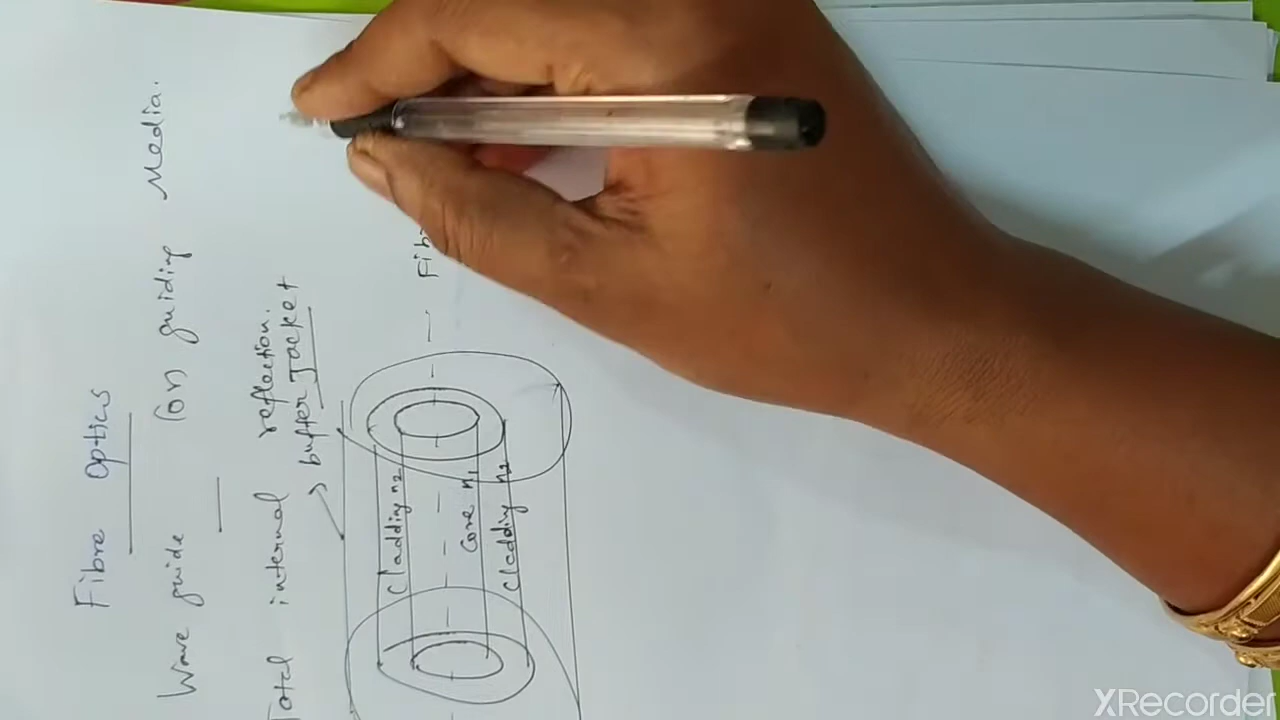 Fibre Optics
Wave guide (or) guiding Media.
Total internal reflection.
buffer Jacket
Cladding n2
Core n1
Cladding n2
XRecorder